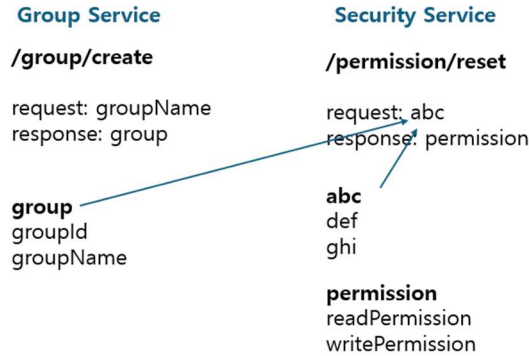 Group Service
/group/create
request: groupName
response: group
group
groupId
groupName
Security Service
/permission/reset
request: abc
response: permission
abc
def
ghi
permission
readPermission
writePermission